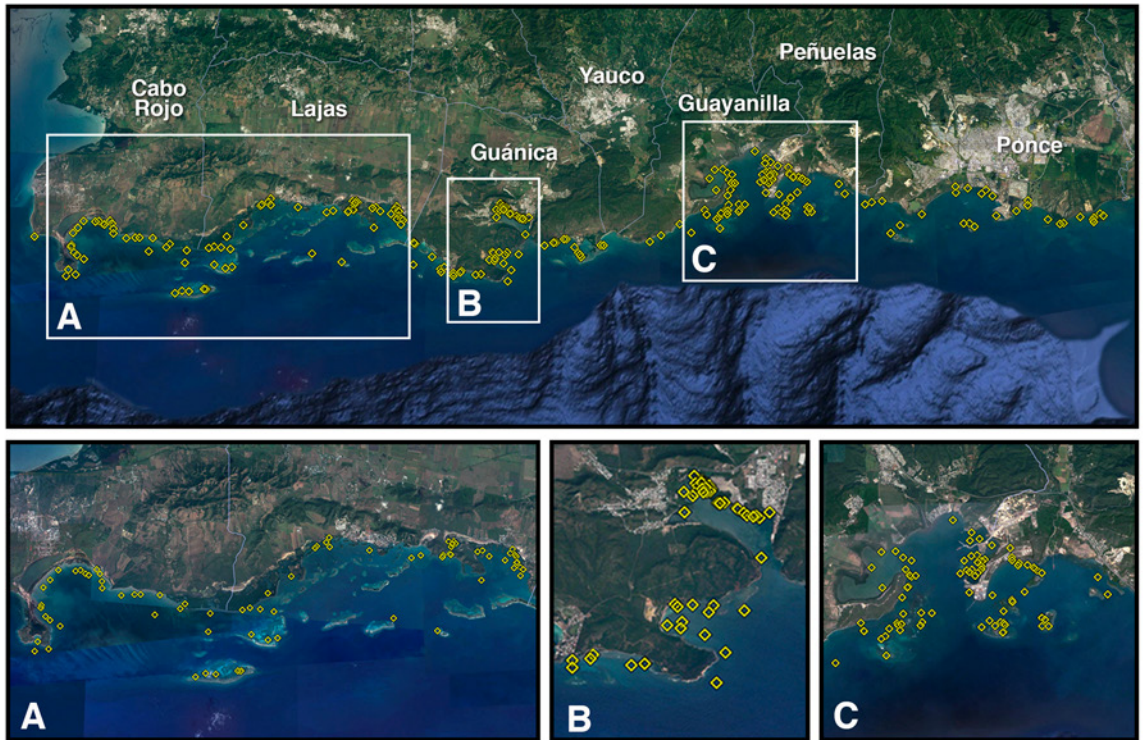 Peñuelas
Cabo
Rojo
Lajas
Yauco
Guayanilla
Guánica
Ponce
A
B
C
A
B
C